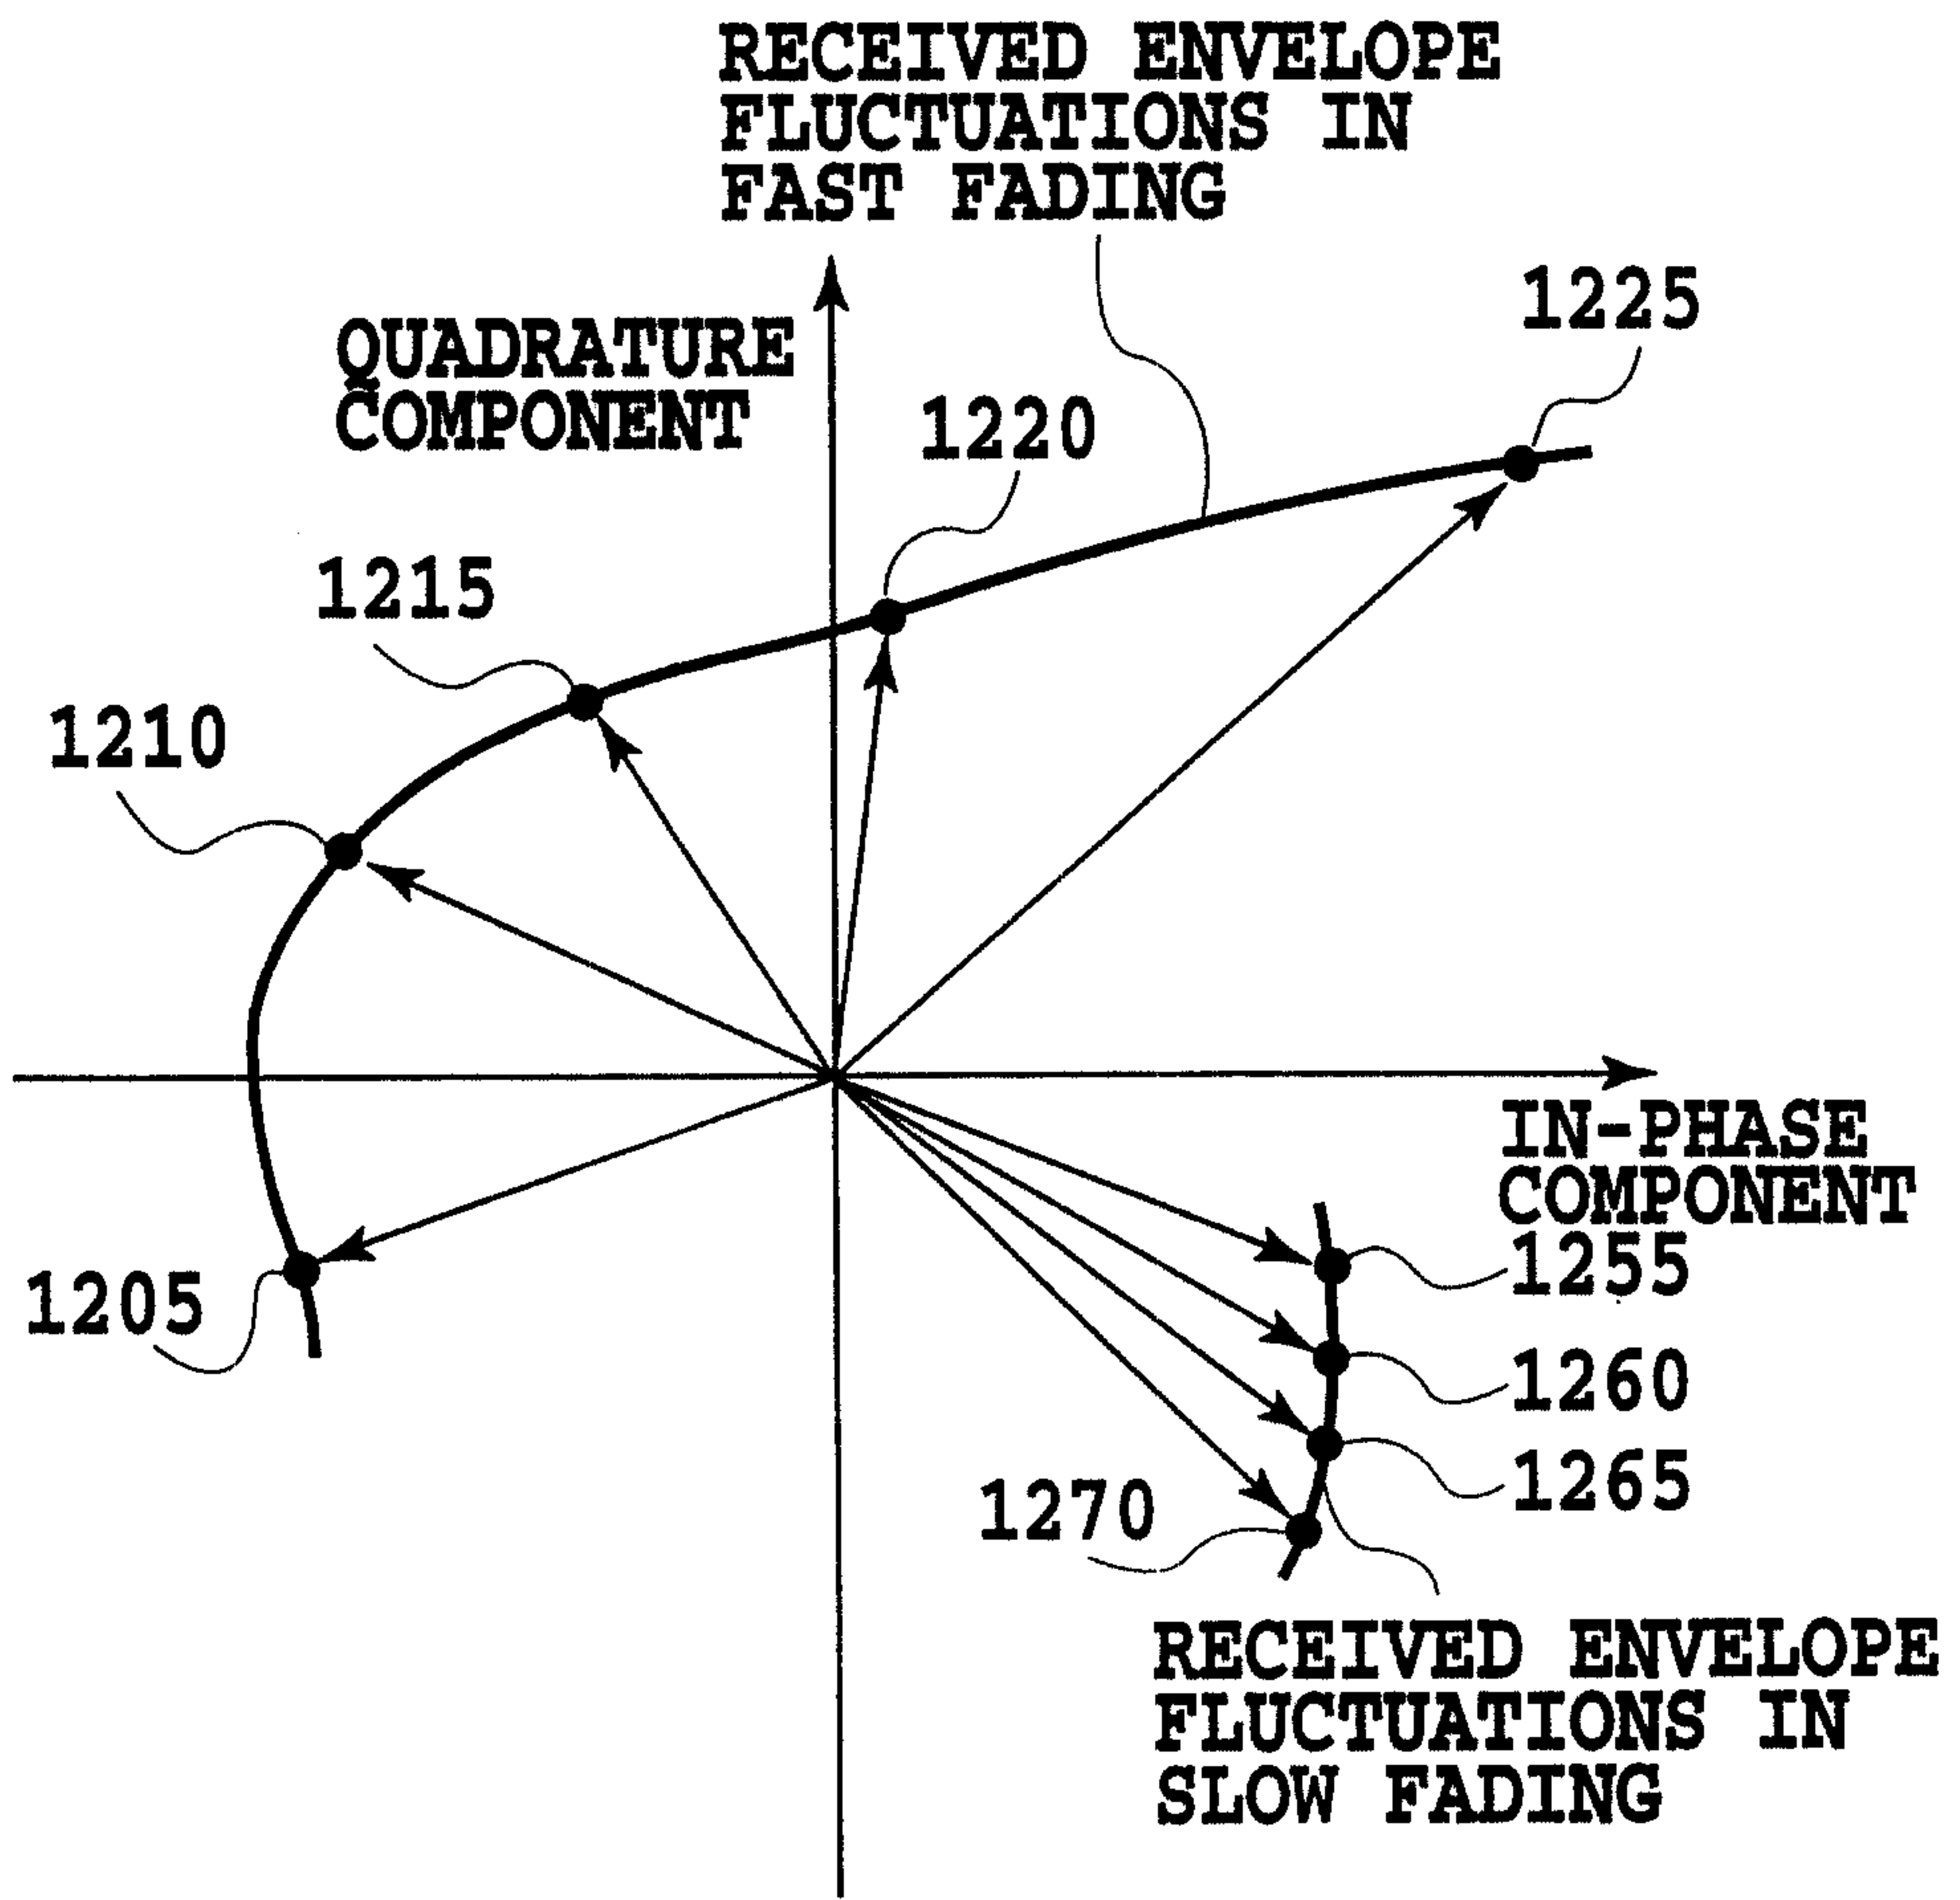 RECEIVED ENVELOPE
FLUCTUATIONS IN
FAST FADING
1225
QUADRATURE
COMPONENT
1220
1215
1210
IN-PHASE
COMPONENT
1205
1255
1260
1265
1270
RECEIVED ENVELOPE
FLUCTUATIONS IN
SLOW FADING